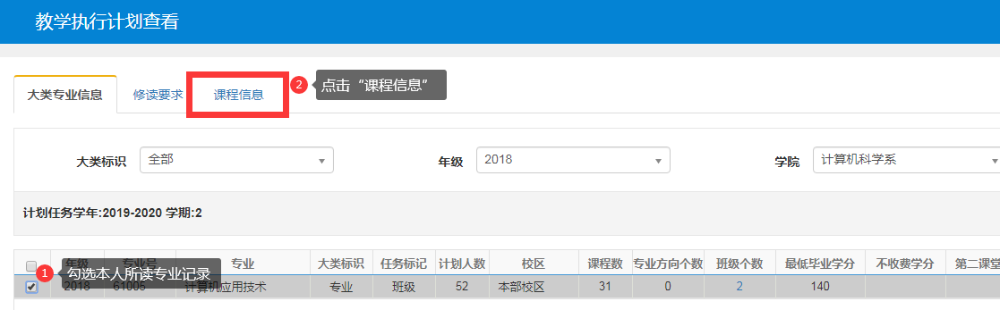 教学执行计划查看
大类专业信息 修读要求 课程信息 2 点击“课程信息”
大类标识 全部 年级 2018 学院 计算机科学系
计划任务学年:2019-2020 学期:2
年级 专业号 专业 大类标识 任务标记 计划人数 校区 课程数 专业方向个数 班级个数 最低毕业学分 不收费学分 第二课堂
1 勾选本人所读专业记录
2018 61005 计算机应用技术 专业 班级 52 本部校区 31 0 2 140